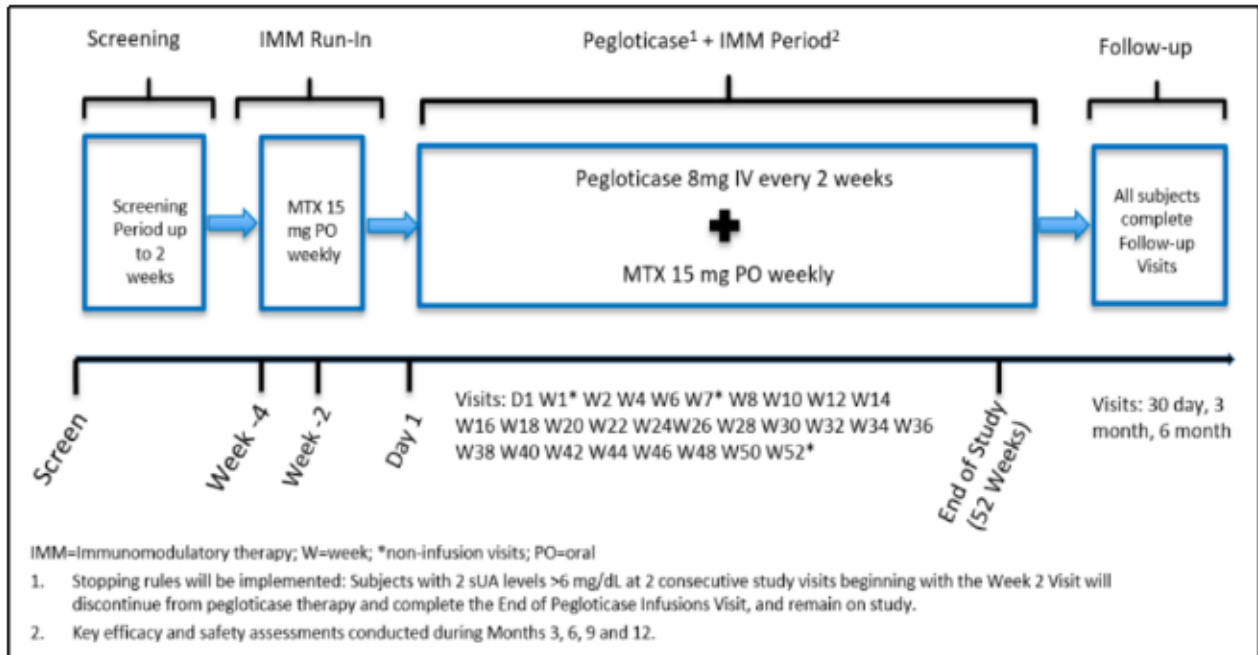 Screening
IMM Run-In
Pegloticase¹ + IMM Period²
Follow-up
Screening
Period up
to 2
weeks
MTX 15
mg PO
weekly
Pegloticase 8mg IV every 2 weeks
MTX 15 mg PO weekly
All subjects
complete
Follow-up
Visits
Screen
Week -4
Week -2
Day 1
Visits: D1 W1* W2 W4 W6 W7* W8 W10 W12 W14
W16 W18 W20 W22 W24W26 W28 W30 W32 W34 W36
W38 W40 W42 W44 W46 W48 W50 W52*
End of Study
(52 Weeks)
Visits: 30 day, 3
month, 6 month
IMM=Immunomodulatory therapy; W=week; *non-infusion visits; PO=oral
1. Stopping rules will be implemented: Subjects with 2 sUA levels >6 mg/dL at 2 consecutive study visits beginning with the Week 2 Visit will
discontinue from pegloticase therapy and complete the End of Pegloticase Infusions Visit, and remain on study.
2. Key efficacy and safety assessments conducted during Months 3, 6, 9 and 12.